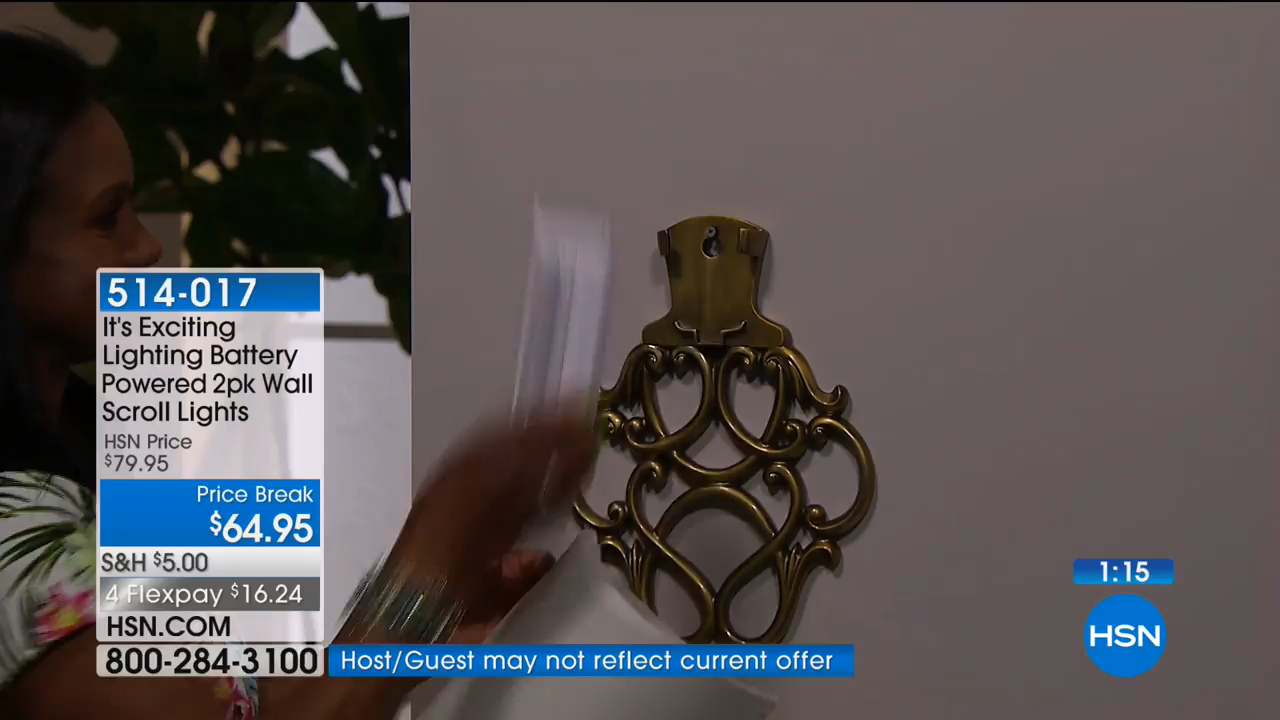 514-017
It's Exciting
Lighting Battery
Powered 2pk Wall
Scroll Lights
HSN Price
$79.95
Price Break
$64.95
S&H $5.00
4 Flexpay $16.24
HSN.COM
800-284-3100
Host/Guest may not reflect current offer
1:15
HSN